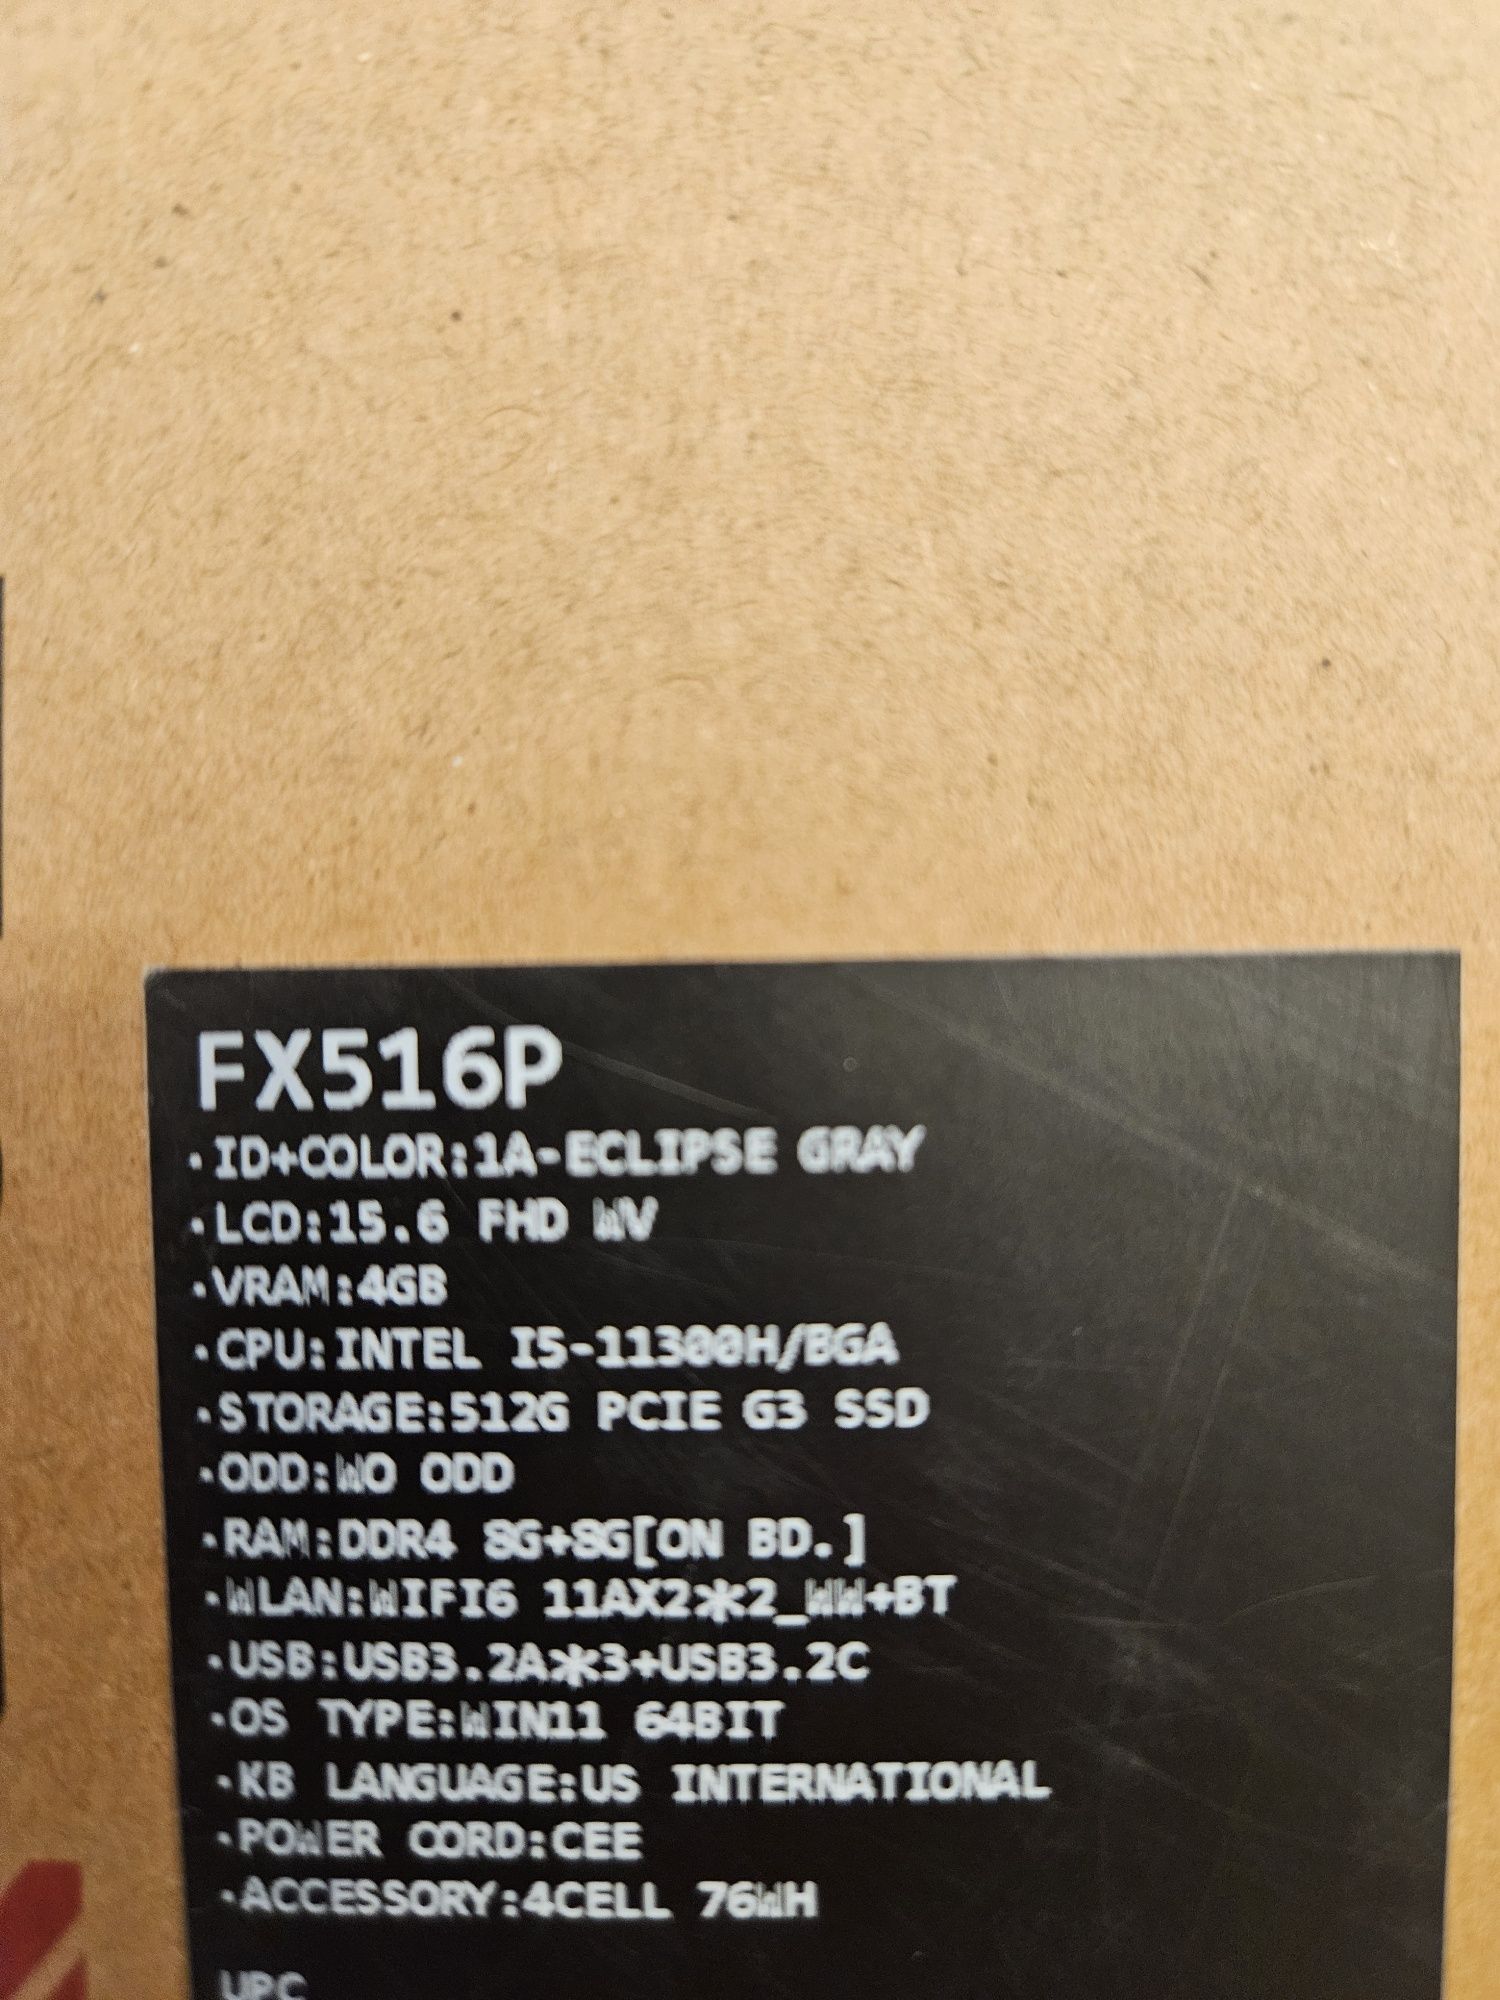 FX516P
·ID+COLOR:1A-ECLIPSE GRAY
·LCD:15.6 FHD WV
·VRAM:4GB
·CPU:INTEL I5-11300H/BGA
·STORAGE:512G PCIE G3 SSD
·ODD:WO ODD
·RAM:DDR4 8G+8G[ON BD.]
·WLAN:WIFI6 11AX2*2_WW+BT
·USB:USB3.2A*3+USB3.2C
·OS TYPE:WIN11 64BIT
·KB LANGUAGE:US INTERNATIONAL
·POWER CORD:CEE
·ACCESSORY:4CELL 76WH
UPC